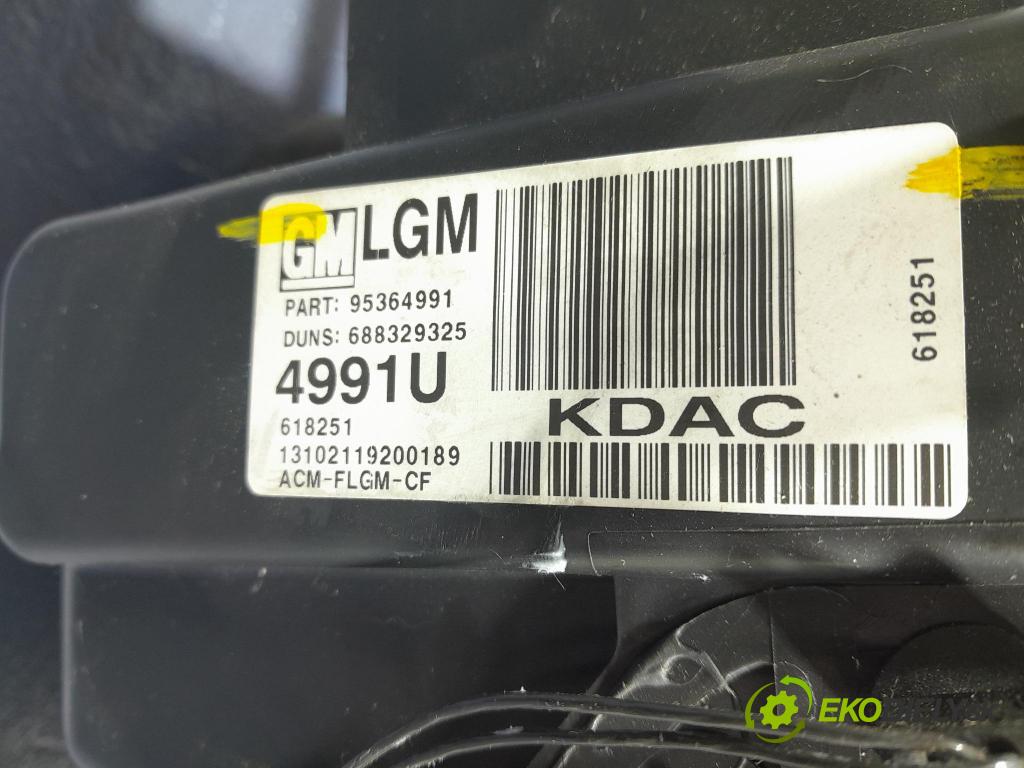 GM LGM
PART: 95364991
DUNS: 688329325
4991U
618251
13102119200189
ACM-FLGM-CF
KDAC
618251
EKO